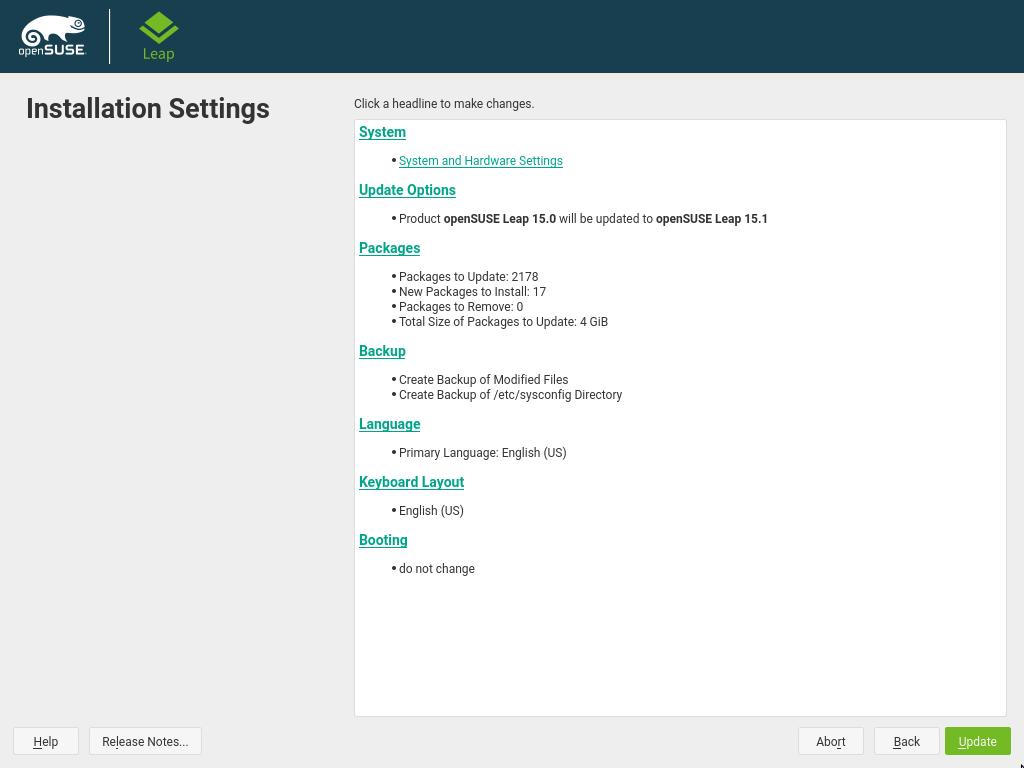 openSUSE
Leap
Installation Settings
Click a headline to make changes.
System
• System and Hardware Settings
Update Options
• Product openSUSE Leap 15.0 will be updated to openSUSE Leap 15.1
Packages
• Packages to Update: 2178
• New Packages to Install: 17
• Packages to Remove: 0
• Total Size of Packages to Update: 4 GiB
Backup
• Create Backup of Modified Files
• Create Backup of /etc/sysconfig Directory
Language
• Primary Language: English (US)
Keyboard Layout
• English (US)
Booting
• do not change
Help
Release Notes...
Abort
Back
Update